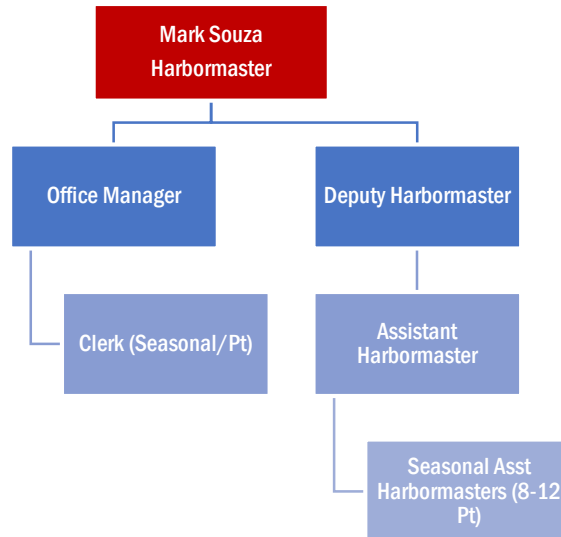 Mark Souza
Harbormaster
Office Manager
Deputy Harbormaster
Clerk (Seasonal/Pt)
Assistant
Harbormaster
Seasonal Asst
Harbormasters (8-12
Pt)